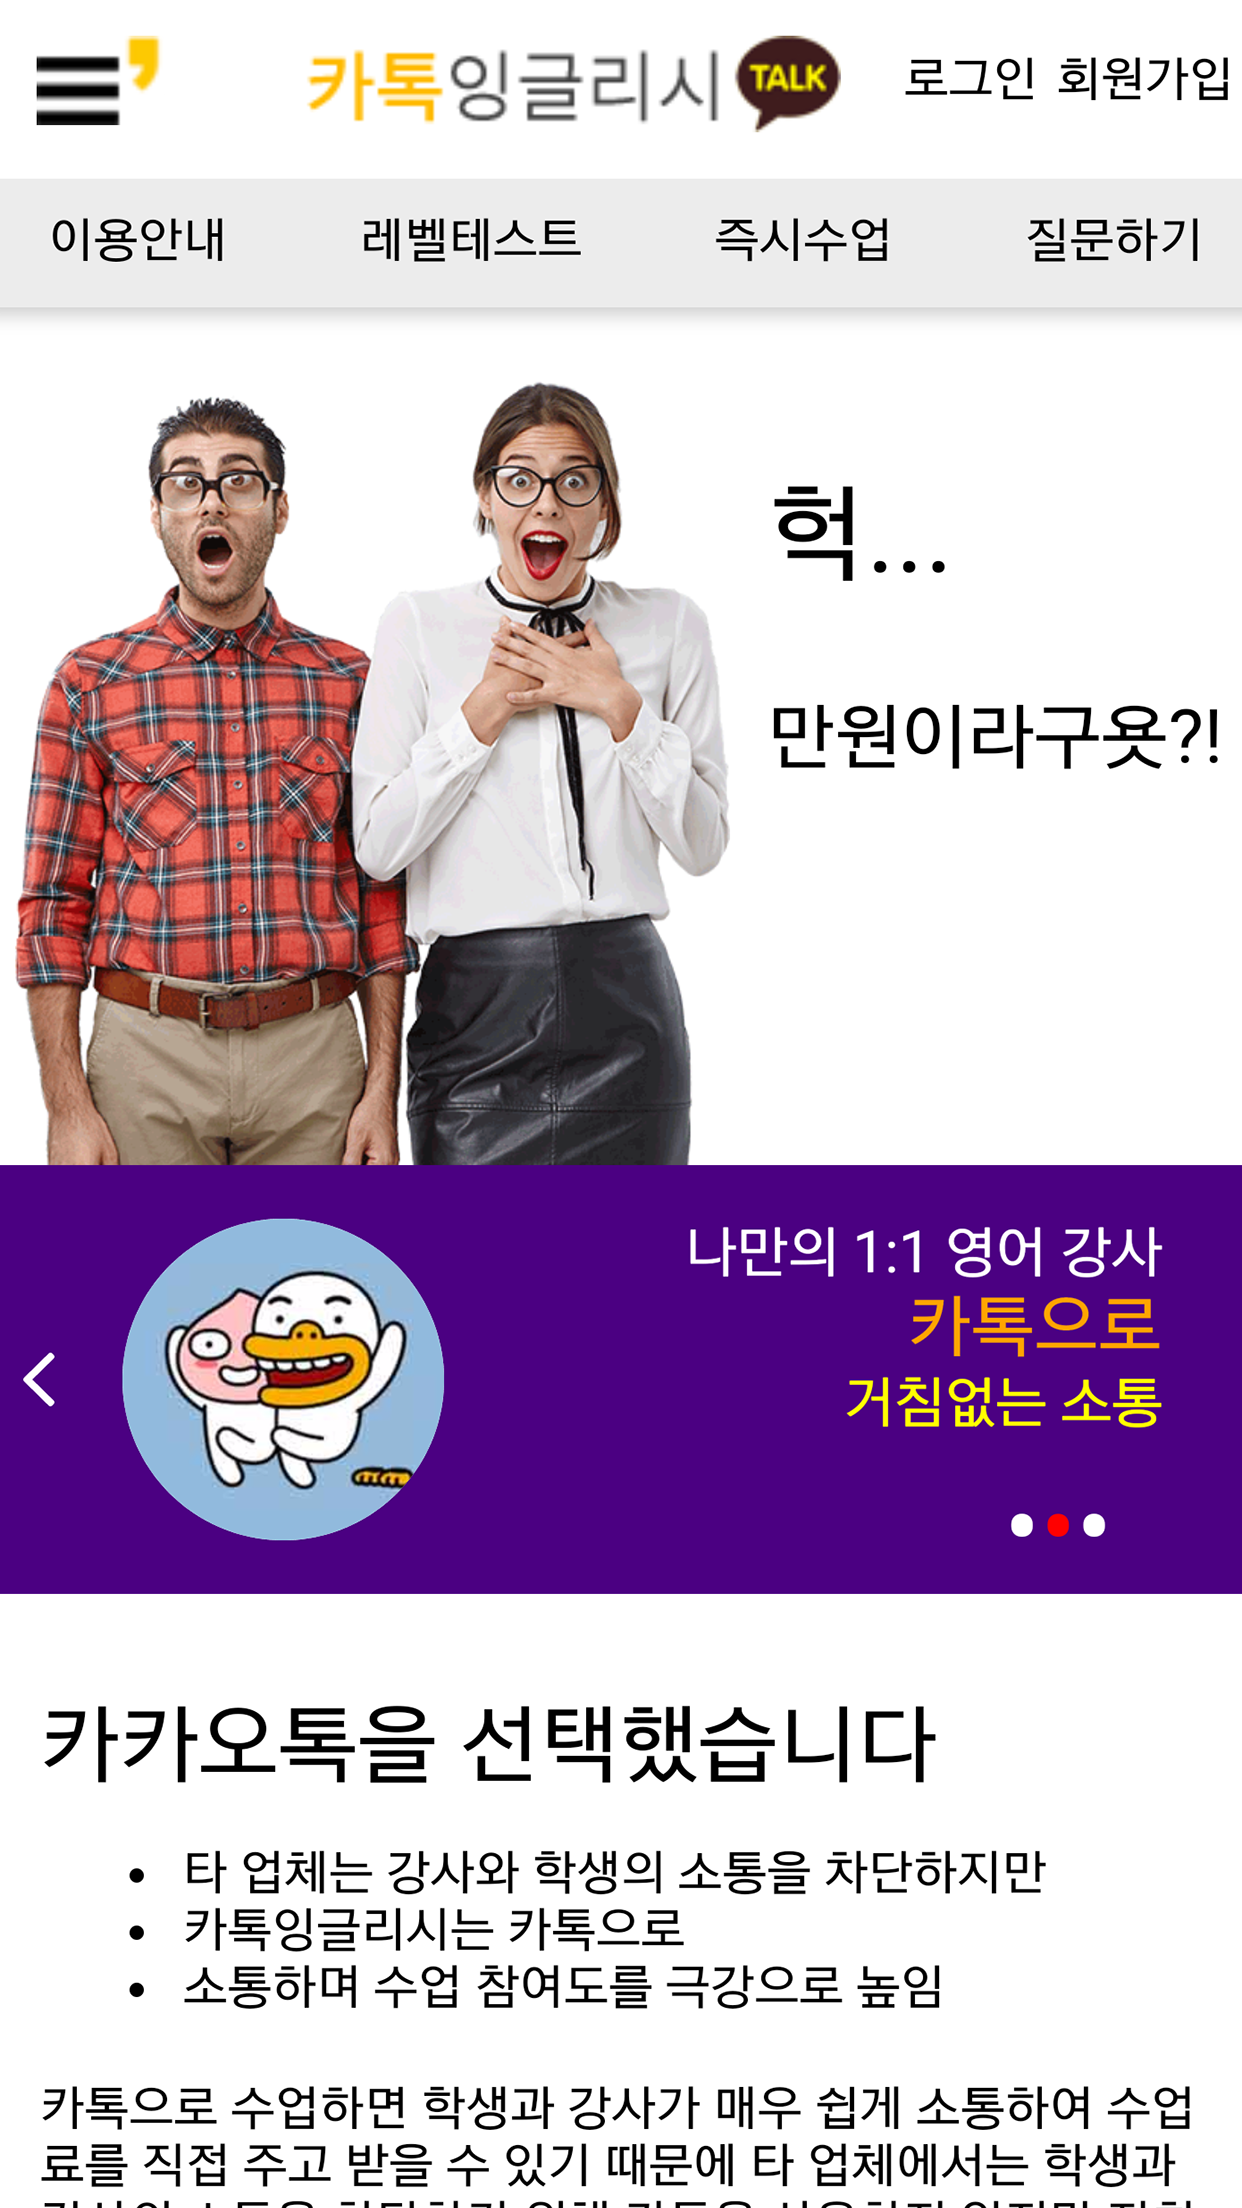 카톡잉글리시 TALK
로그인 회원가입
이용안내 레벨테스트 즉시수업 질문하기
헉...
만원이라구욧?!
나만의 1:1 영어 강사
카톡으로
거침없는 소통
카카오톡을 선택했습니다
• 타 업체는 강사와 학생의 소통을 차단하지만
• 카톡잉글리시는 카톡으로
• 소통하며 수업 참여도를 극강으로 높임
카톡으로 수업하면 학생과 강사가 매우 쉽게 소통하여 수업
료를 직접 주고 받을 수 있기 때문에 타 업체에서는 학생과